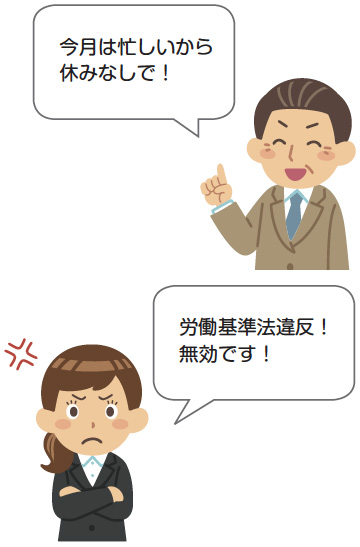 今月は忙しいから
休みなしで！
労働基準法違反！
無効です！